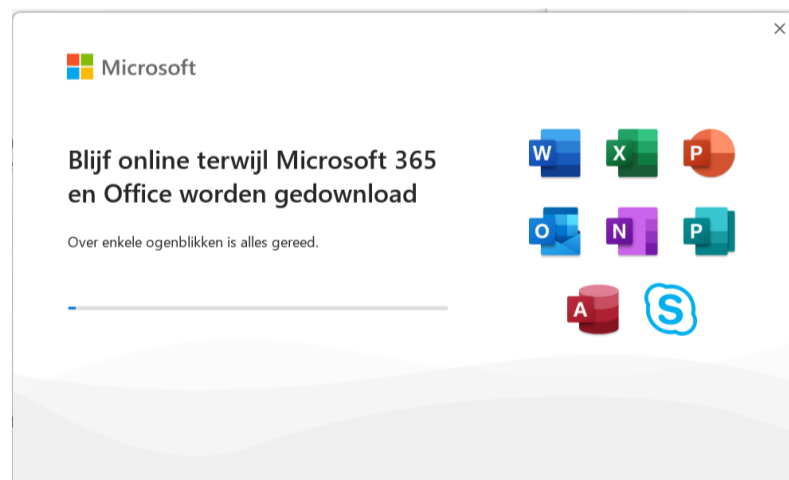 Microsoft
Blijf online terwijl Microsoft 365
en Office worden gedownload
Over enkele ogenblikken is alles gereed.
W X P
O N P
A S